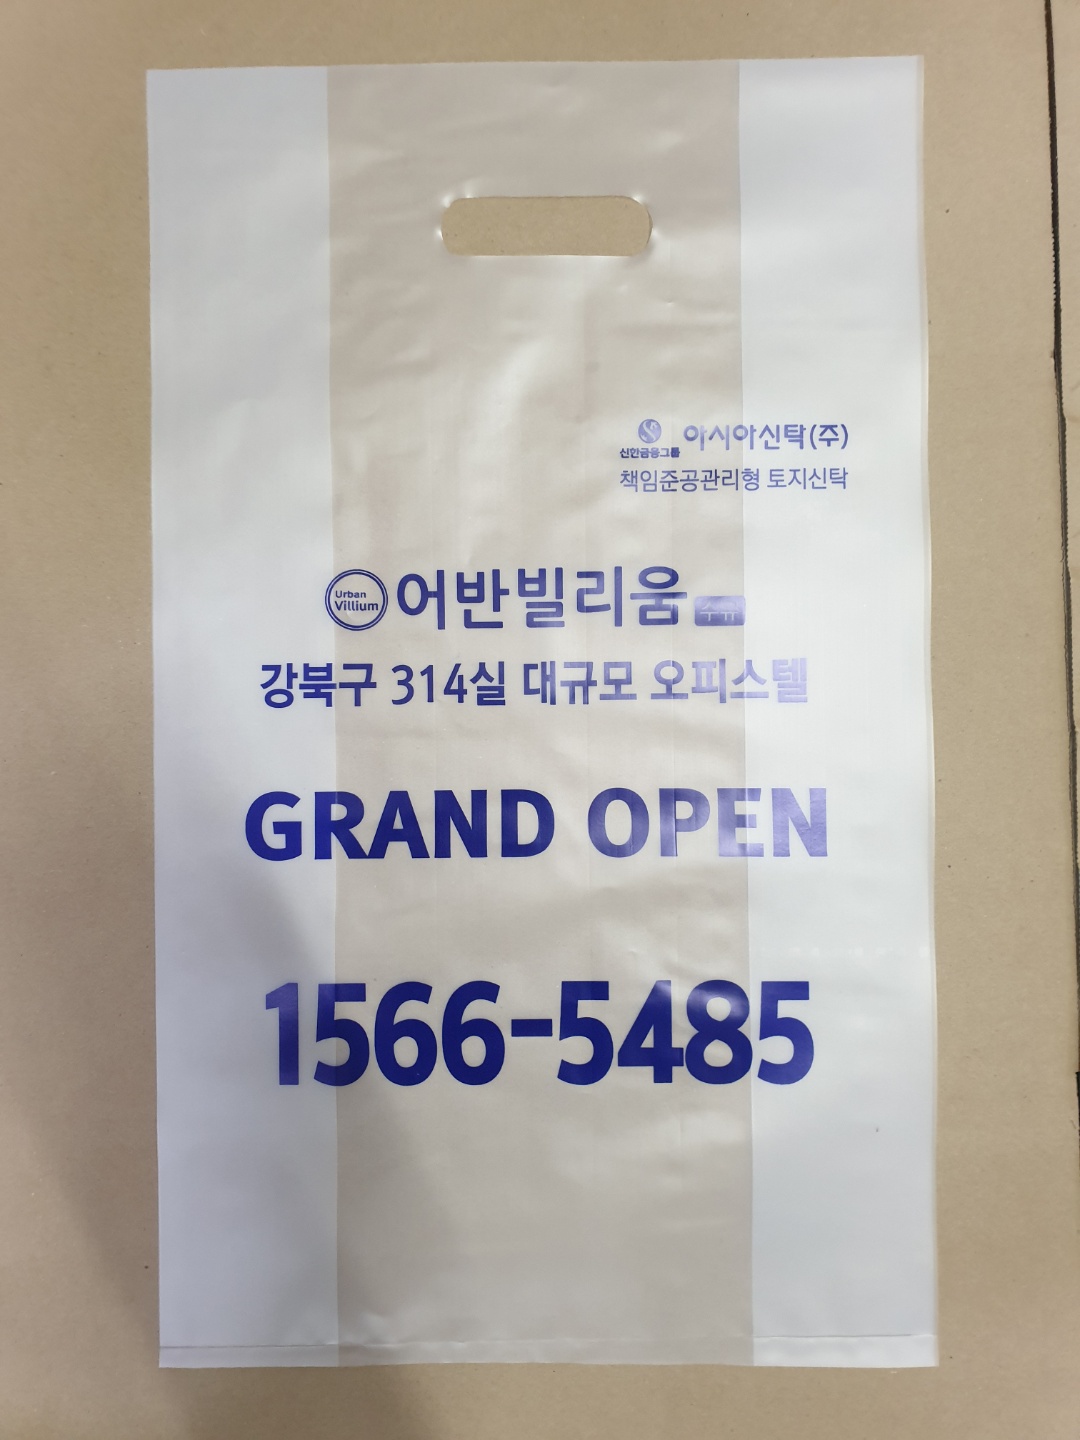 신한금융그룹 아시아신탁(주)
책임준공관리형 토지신탁
Urban Villium 어반빌리움 수유
강북구 314실 대규모 오피스텔
GRAND OPEN
1566-5485